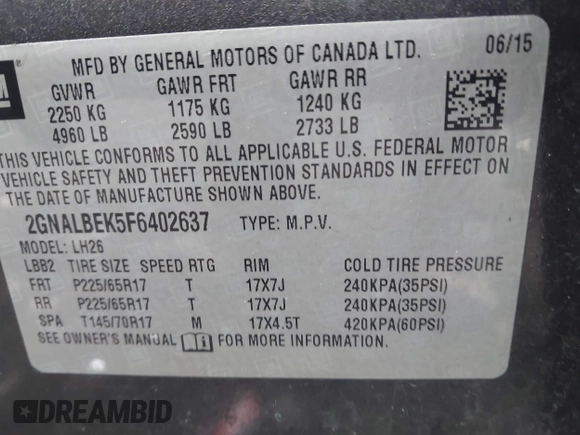 GM
MFD BY GENERAL MOTORS OF CANADA LTD. 06/15
GVWR GAWR FRT GAWR RR
2250 KG 1175 KG 1240 KG
4960 LB 2590 LB 2733 LB
THIS VEHICLE CONFORMS TO ALL APPLICABLE U.S. FEDERAL MOTOR
VEHICLE SAFETY AND THEFT PREVENTION STANDARDS IN EFFECT ON
THE DATE OF MANUFACTURE SHOWN ABOVE.
2GNALBEK5F6402637 TYPE: M.P.V.
MODEL: LH26
LBB2 TIRE SIZE SPEED RTG RIM COLD TIRE PRESSURE
FRT P225/65R17 T 17X7J 240KPA(35PSI)
RR P225/65R17 T 17X7J 240KPA(35PSI)
SPA T145/70R17 M 17X4.5T 420KPA(60PSI)
SEE OWNER'S MANUAL FOR MORE INFORMATION
DREAMBID